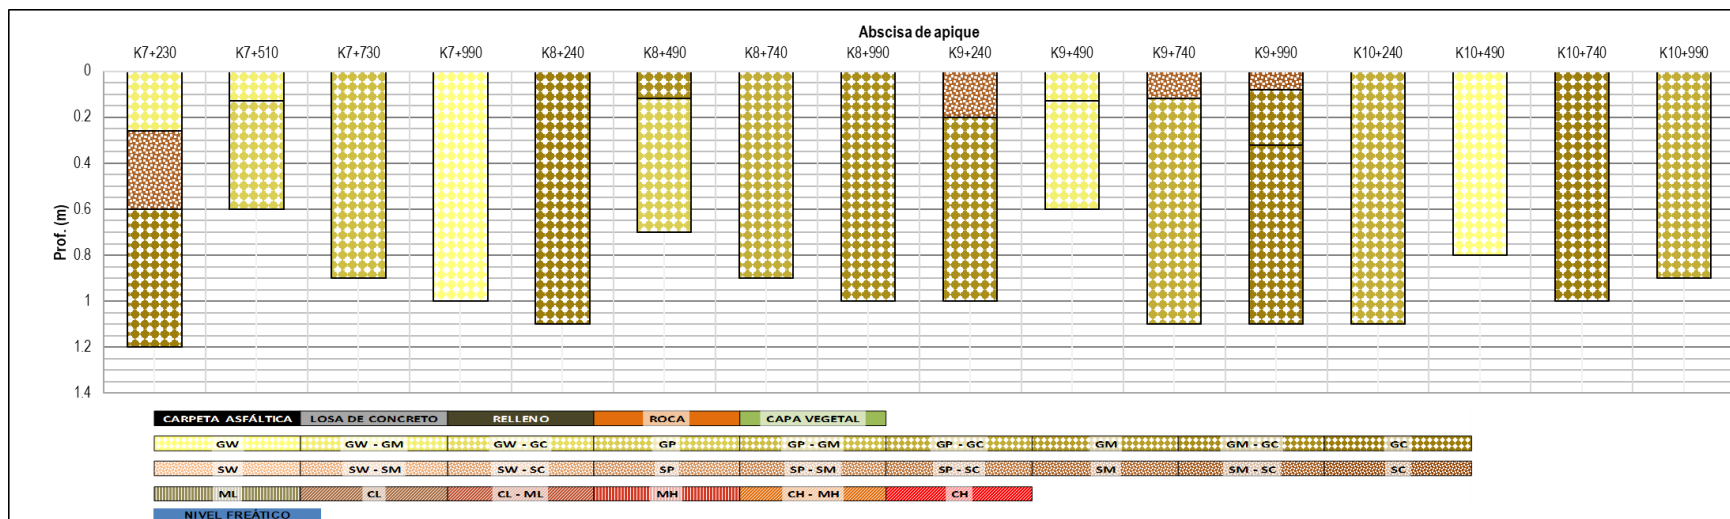 Abscisa de apique
K7+230 K7+510 K7+730 K7+990 K8+240 K8+490 K8+740 K8+990 K9+240 K9+490 K9+740 K9+990 K10+240 K10+490 K10+740 K10+990
Prof. (m)
0
0.2
0.4
0.6
0.8
1
1.2
1.4
CARPETA ASFÁLTICA LOSA DE CONCRETO RELLENO ROCA CAPA VEGETAL
GW GW - GM GW - GC GP GP - GM GP - GC GM GM - GC GC
SW SW - SM SW - SC SP SP - SM SP - SC SM SM - SC SC
ML CL CL - ML MH CH - MH CH
NIVEL FREÁTICO